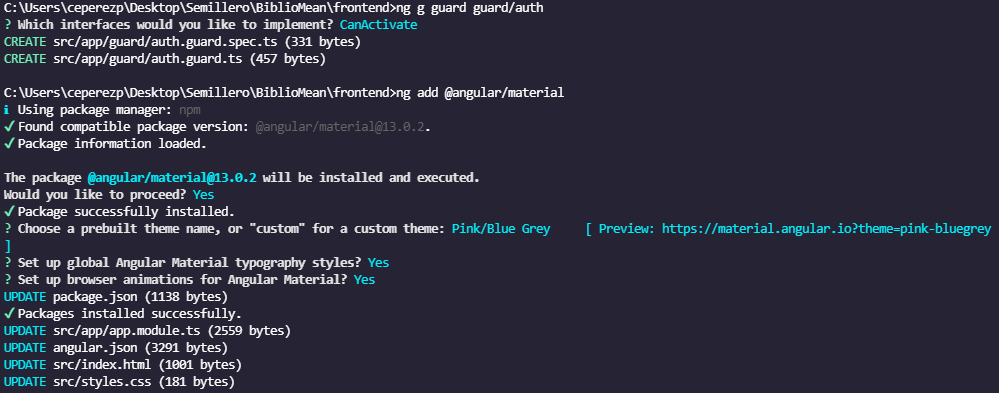 C:\Users\ceperezp\Desktop\Semillero\BiblioMean\frontend>ng g guard guard/auth
? Which interfaces would you like to implement? CanActivate
CREATE src/app/guard/auth.guard.spec.ts (331 bytes)
CREATE src/app/guard/auth.guard.ts (457 bytes)
C:\Users\ceperezp\Desktop\Semillero\BiblioMean\frontend>ng add @angular/material
i Using package manager: npm
✓ Found compatible package version: @angular/material@13.0.2.
✓ Package information loaded.
The package @angular/material@13.0.2 will be installed and executed.
Would you like to proceed? Yes
✓ Package successfully installed.
? Choose a prebuilt theme name, or "custom" for a custom theme: Pink/Blue Grey [ Preview: https://material.angular.io?theme=pink-bluegrey
]
? Set up global Angular Material typography styles? Yes
? Set up browser animations for Angular Material? Yes
UPDATE package.json (1138 bytes)
✓ Packages installed successfully.
UPDATE src/app/app.module.ts (2559 bytes)
UPDATE angular.json (3291 bytes)
UPDATE src/index.html (1001 bytes)
UPDATE src/styles.css (181 bytes)